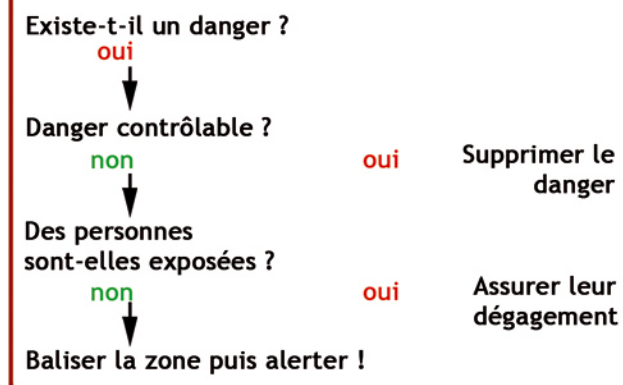 Existe-t-il un danger ?
oui
Danger contrôlable ?
non oui Supprimer le
danger
Des personnes
sont-elles exposées ?
non oui Assurer leur
dégagement
Baliser la zone puis alerter !